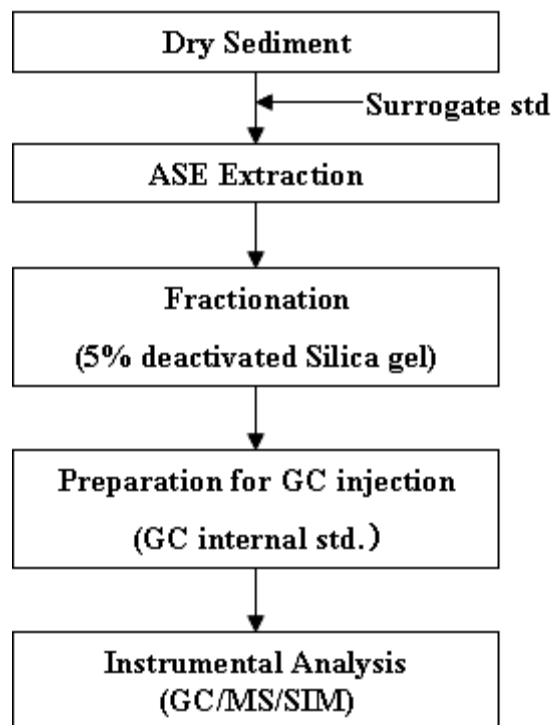 Dry Sediment
Surrogate std
ASE Extraction
Fractionation
(5% deactivated Silica gel)
Preparation for GC injection
(GC internal std.)
Instrumental Analysis
(GC/MS/SIM)